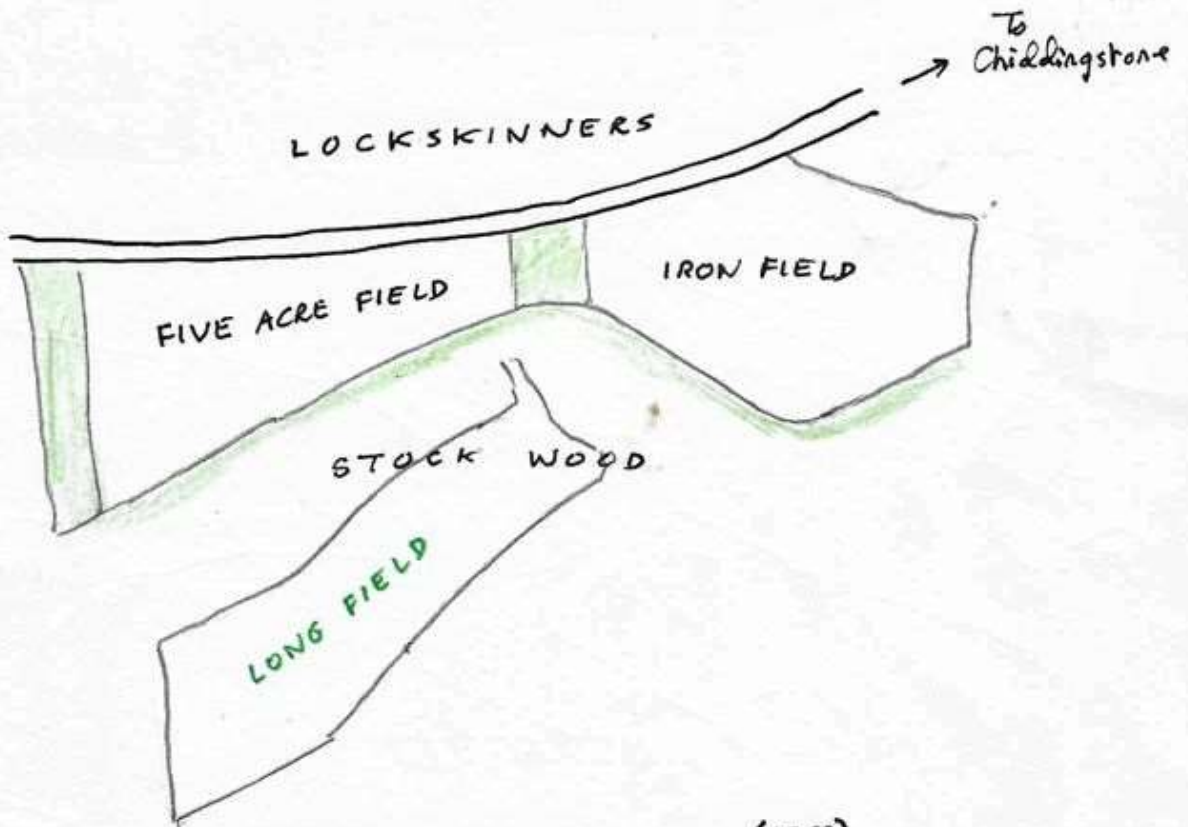 To
Chiddingstone
LOCKSKINNERS
IRON FIELD
FIVE ACRE FIELD
STOCK WOOD
LONG FIELD